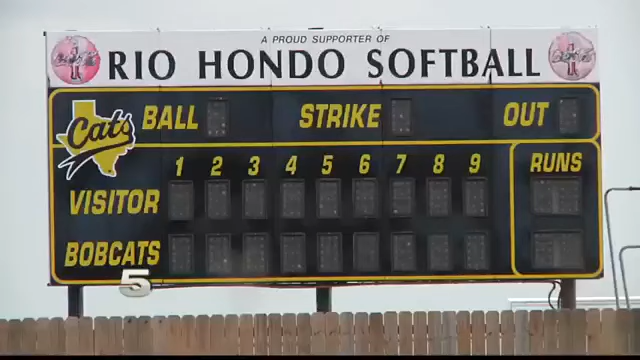 A PROUD SUPPORTER OF
RIO HONDO SOFTBALL
Cats BALL STRIKE OUT
1 2 3 4 5 6 7 8 9 RUNS
VISITOR
BOBCATS
5